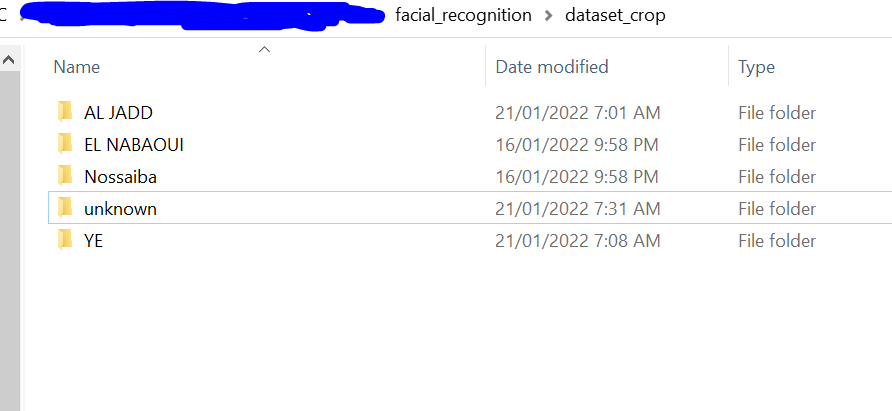 C facial_recognition > dataset_crop
Name Date modified Type
AL JADD 21/01/2022 7:01 AM File folder
EL NABAOUI 16/01/2022 9:58 PM File folder
Nossaiba 16/01/2022 9:58 PM File folder
unknown 21/01/2022 7:31 AM File folder
YE 21/01/2022 7:08 AM File folder